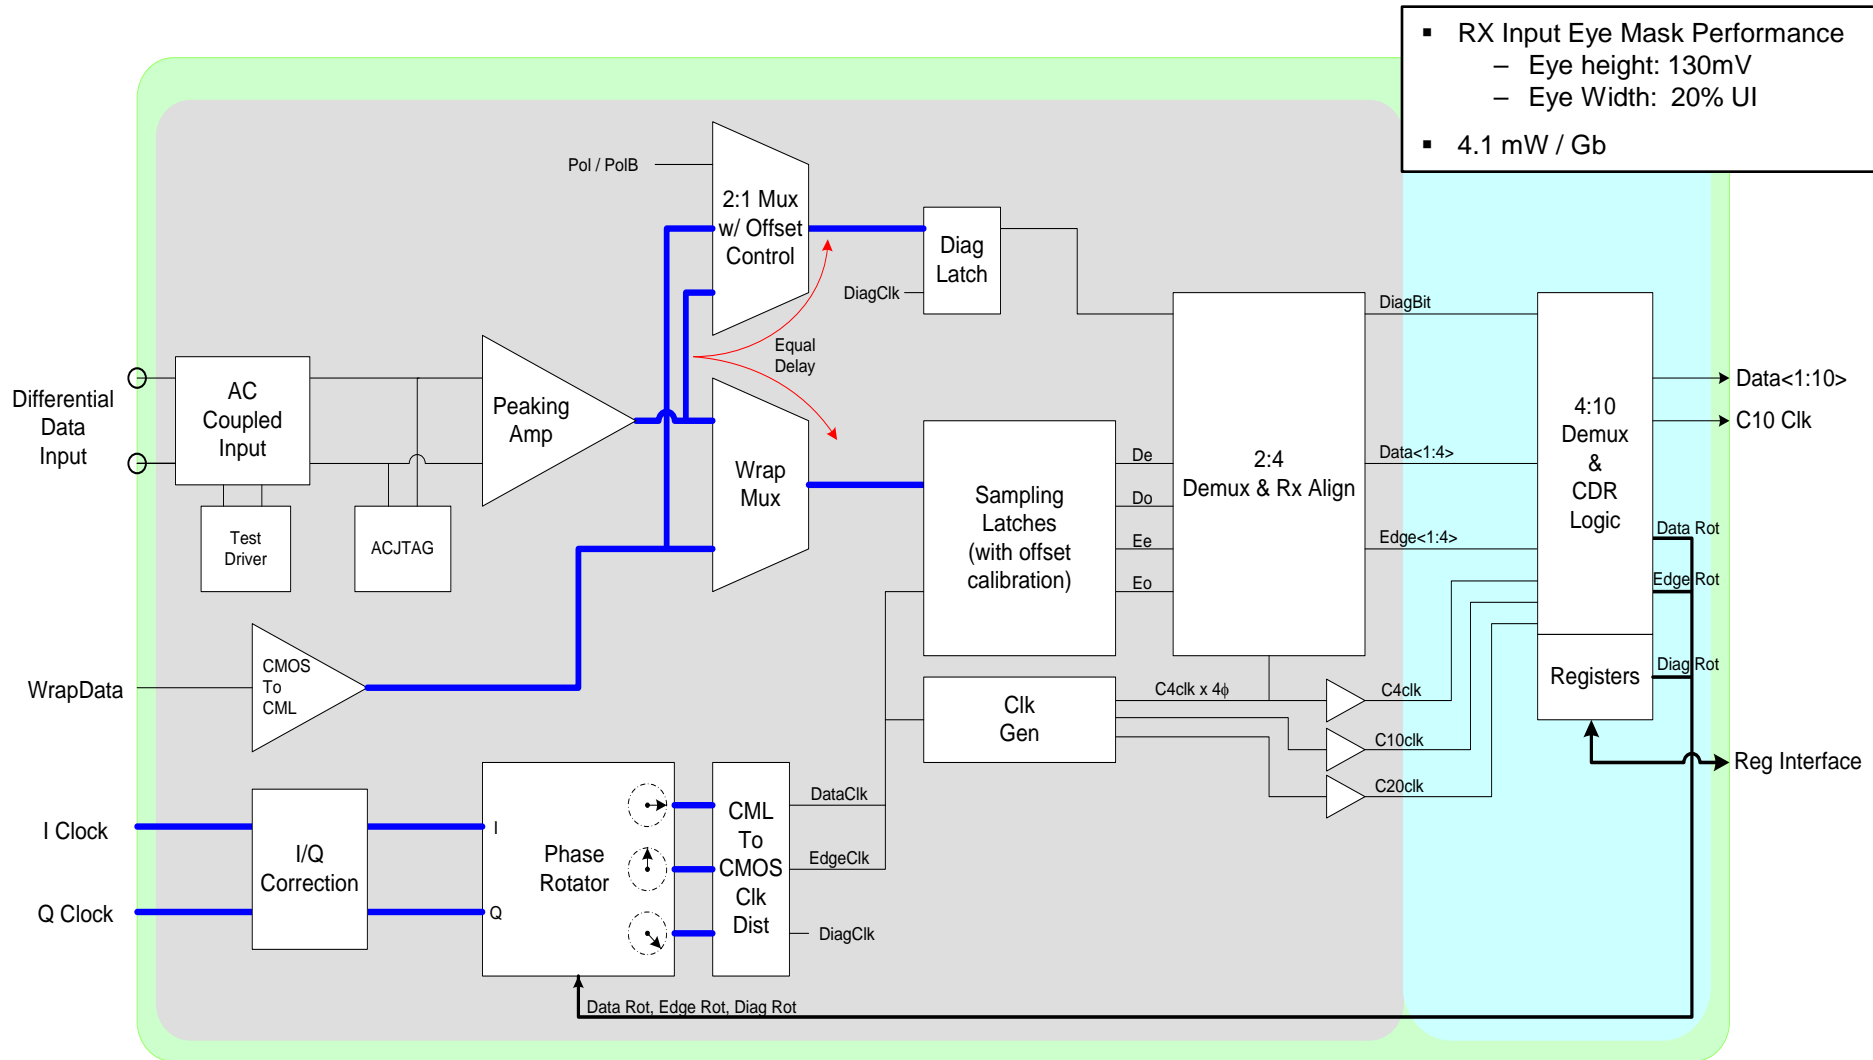 ▪ RX Input Eye Mask Performance
– Eye height: 130mV
– Eye Width: 20% UI
▪ 4.1 mW / Gb
Pol / PolB
2:1 Mux
w/ Offset
Control
Diag
Latch
DiagClk
Equal
Delay
Differential
Data
Input
AC
Coupled
Input
Test
Driver
ACJTAG
Peaking
Amp
Wrap
Mux
Sampling
Latches
(with offset
calibration)
De
Do
Ee
Eo
2:4
Demux & Rx Align
DiagBit
Data<1:4>
Edge<1:4>
4:10
Demux
&
CDR
Logic
Registers
Data<1:10>
C10 Clk
Data Rot
Edge Rot
Diag Rot
Reg Interface
WrapData
CMOS
To
CML
Clk
Gen
C4clk x 4ϕ
C4clk
C10clk
C20clk
I Clock
Q Clock
I/Q
Correction
I
Q
Phase
Rotator
CML
To
CMOS
Clk
Dist
DataClk
EdgeClk
DiagClk
Data Rot, Edge Rot, Diag Rot